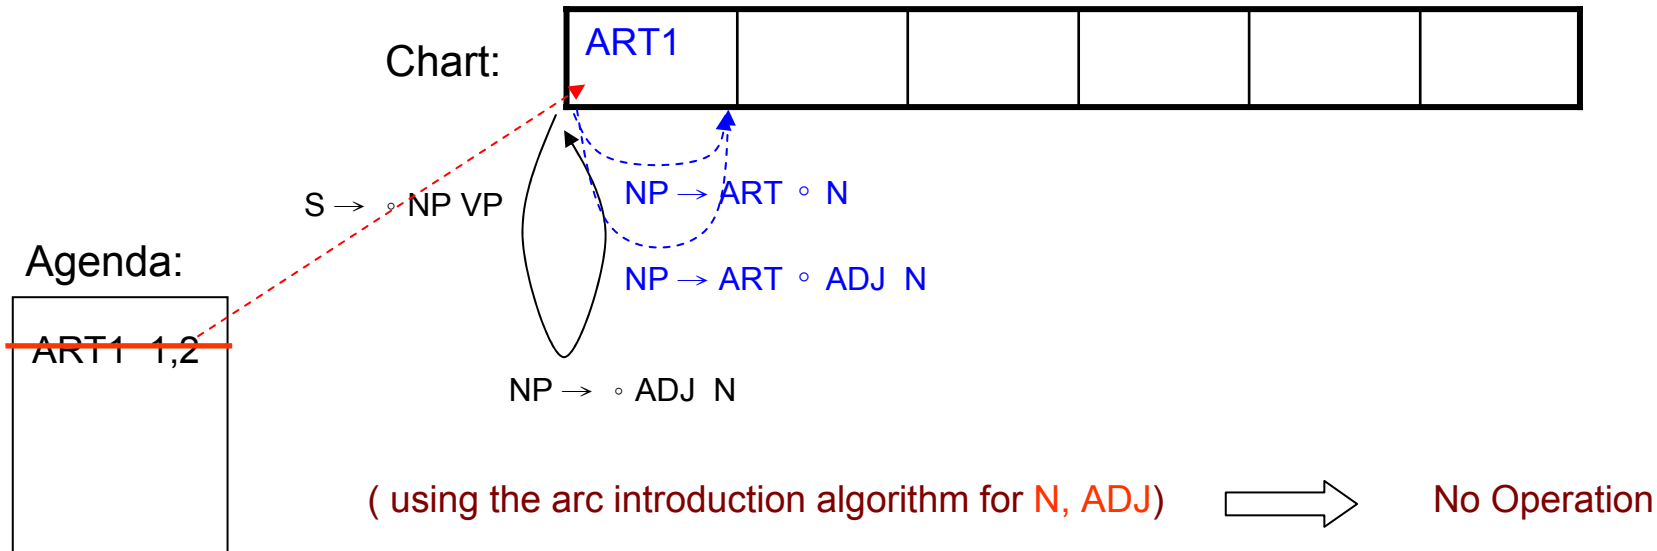 Chart:
ART1
S → ∘ NP VP
NP → ART ∘ N
NP → ART ∘ ADJ N
Agenda:
ART1 1,2
NP → ∘ ADJ N
( using the arc introduction algorithm for N, ADJ)
No Operation